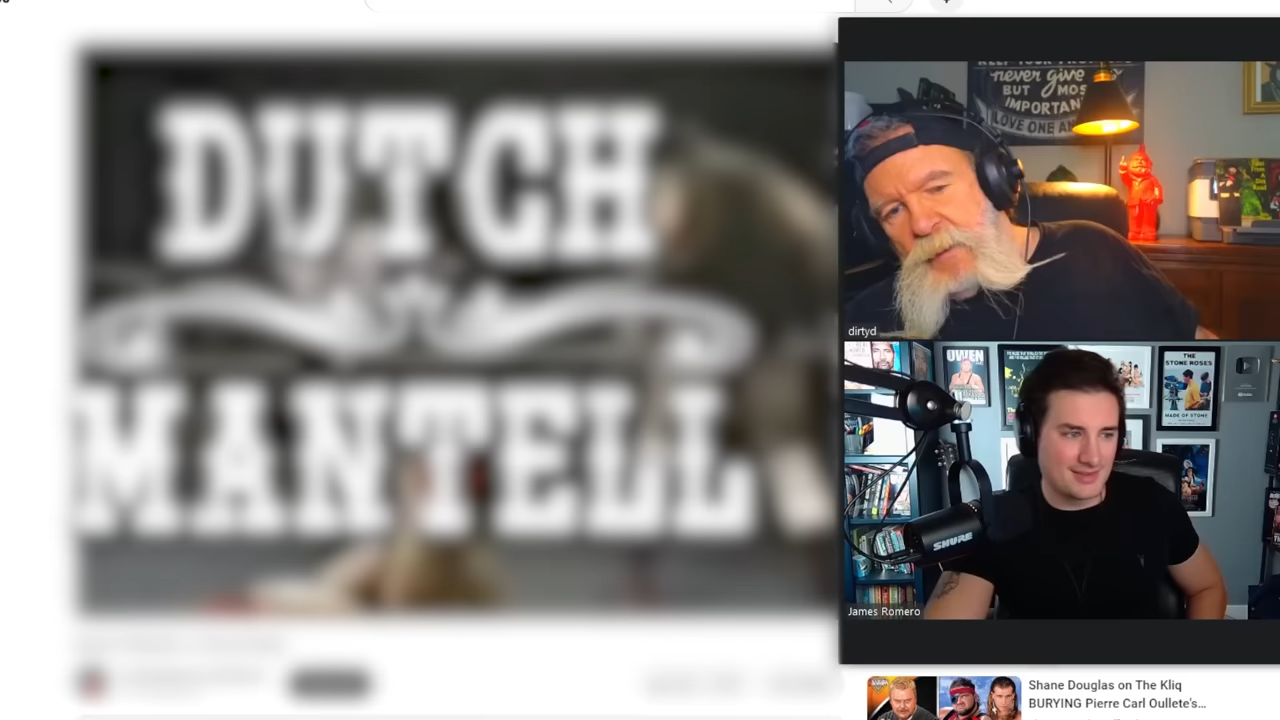 DUTCH
MANTELL
never give
BUT MOS
IMPORTAN
LOVE ONE AN
dirtyd
OWEN
THE
STONE ROSES
MADE OF STONE
SHURE
James Romero
Shane Douglas on The Kliq
BURYING Pierre Carl Oullete's...